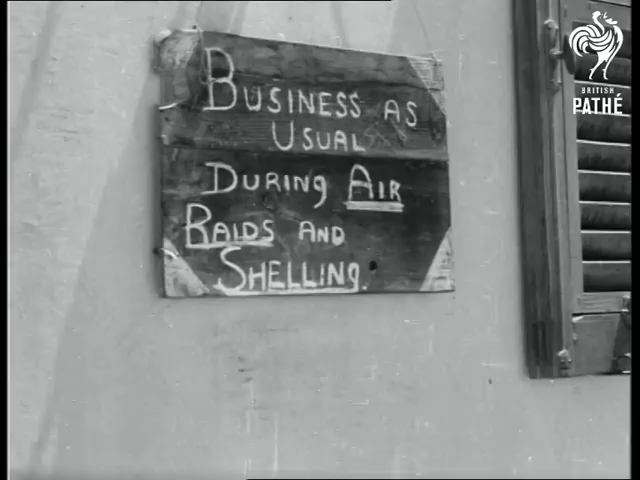 BUSINESS AS
USUAL
DURING AIR
RAIDS AND
SHELLING.
BRITISH
PATHÉ